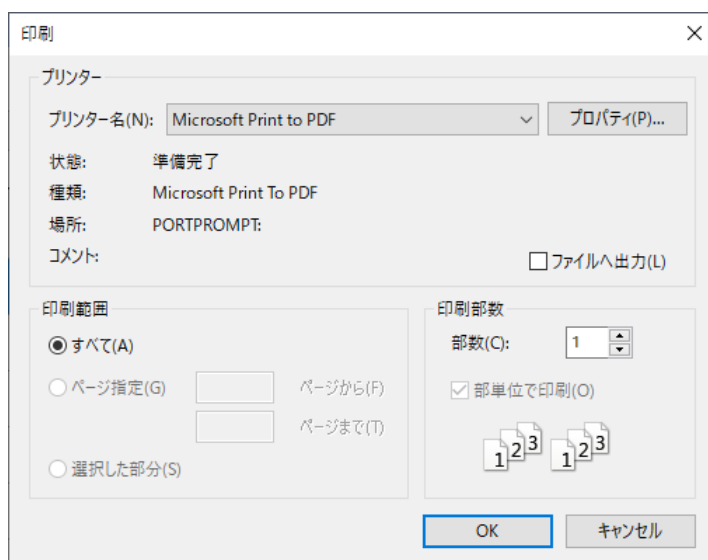 印刷
プリンター
プリンター名(N): Microsoft Print to PDF プロパティ(P)...
状態: 準備完了
種類: Microsoft Print To PDF
場所: PORTPROMPT:
コメント:
ファイルへ出力(L)
印刷範囲
すべて(A)
ページ指定(G) ページから(F)
ページまで(T)
選択した部分(S)
印刷部数
部数(C): 1
部単位で印刷(O)
1 2 3 1 2 3
OK キャンセル